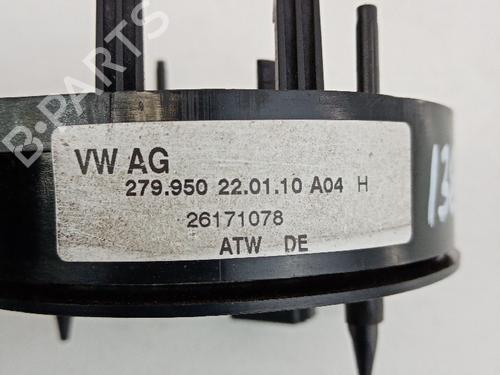 B-PARTS
VW AG
279.950 22.01.10 A04 H
26171078
ATW DE